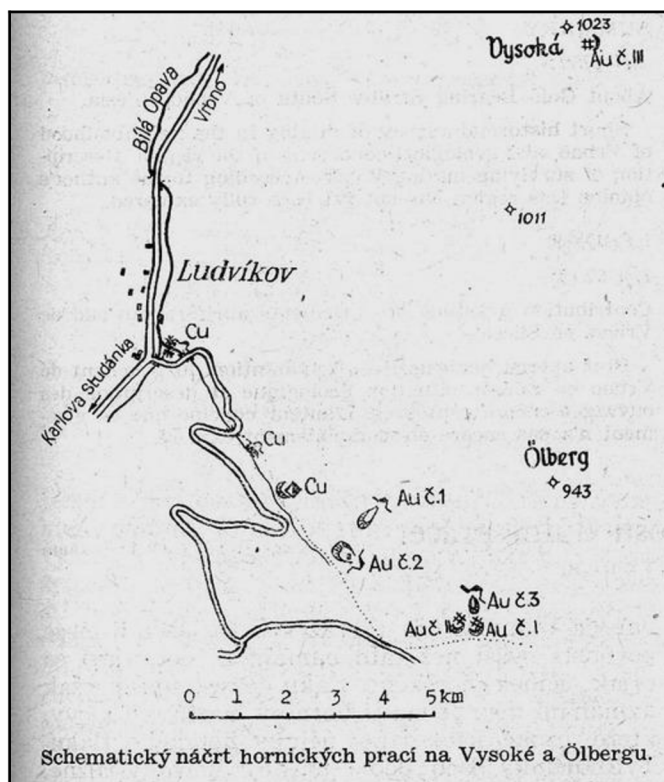 1023
Vysoká
Au č.III
Bílá Opava
Vrbno
1011
Ludvíkov
Cu
Karlova Studánka
Cu
Ölberg
943
Cu
Au č.1
Au č.2
Au č.3
Au č.II
Au č.I
0 1 2 3 4 5 km
Schematický náčrt hornických prací na Vysoké a Ölbergu.